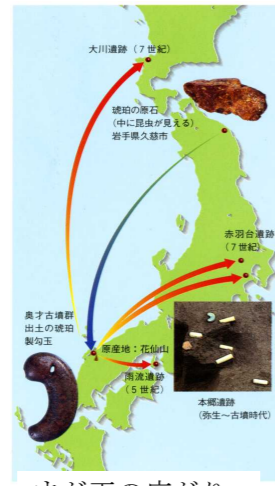 大川遺跡（７世紀）
琥珀の原石
（中に昆虫が見える）
岩手県久慈市
赤羽台遺跡
（７世紀）
奥才古墳群
出土の琥珀
製勾玉
原産地：花仙山
雨流遺跡
（５世紀）
本郷遺跡
（弥生～古墳時代）